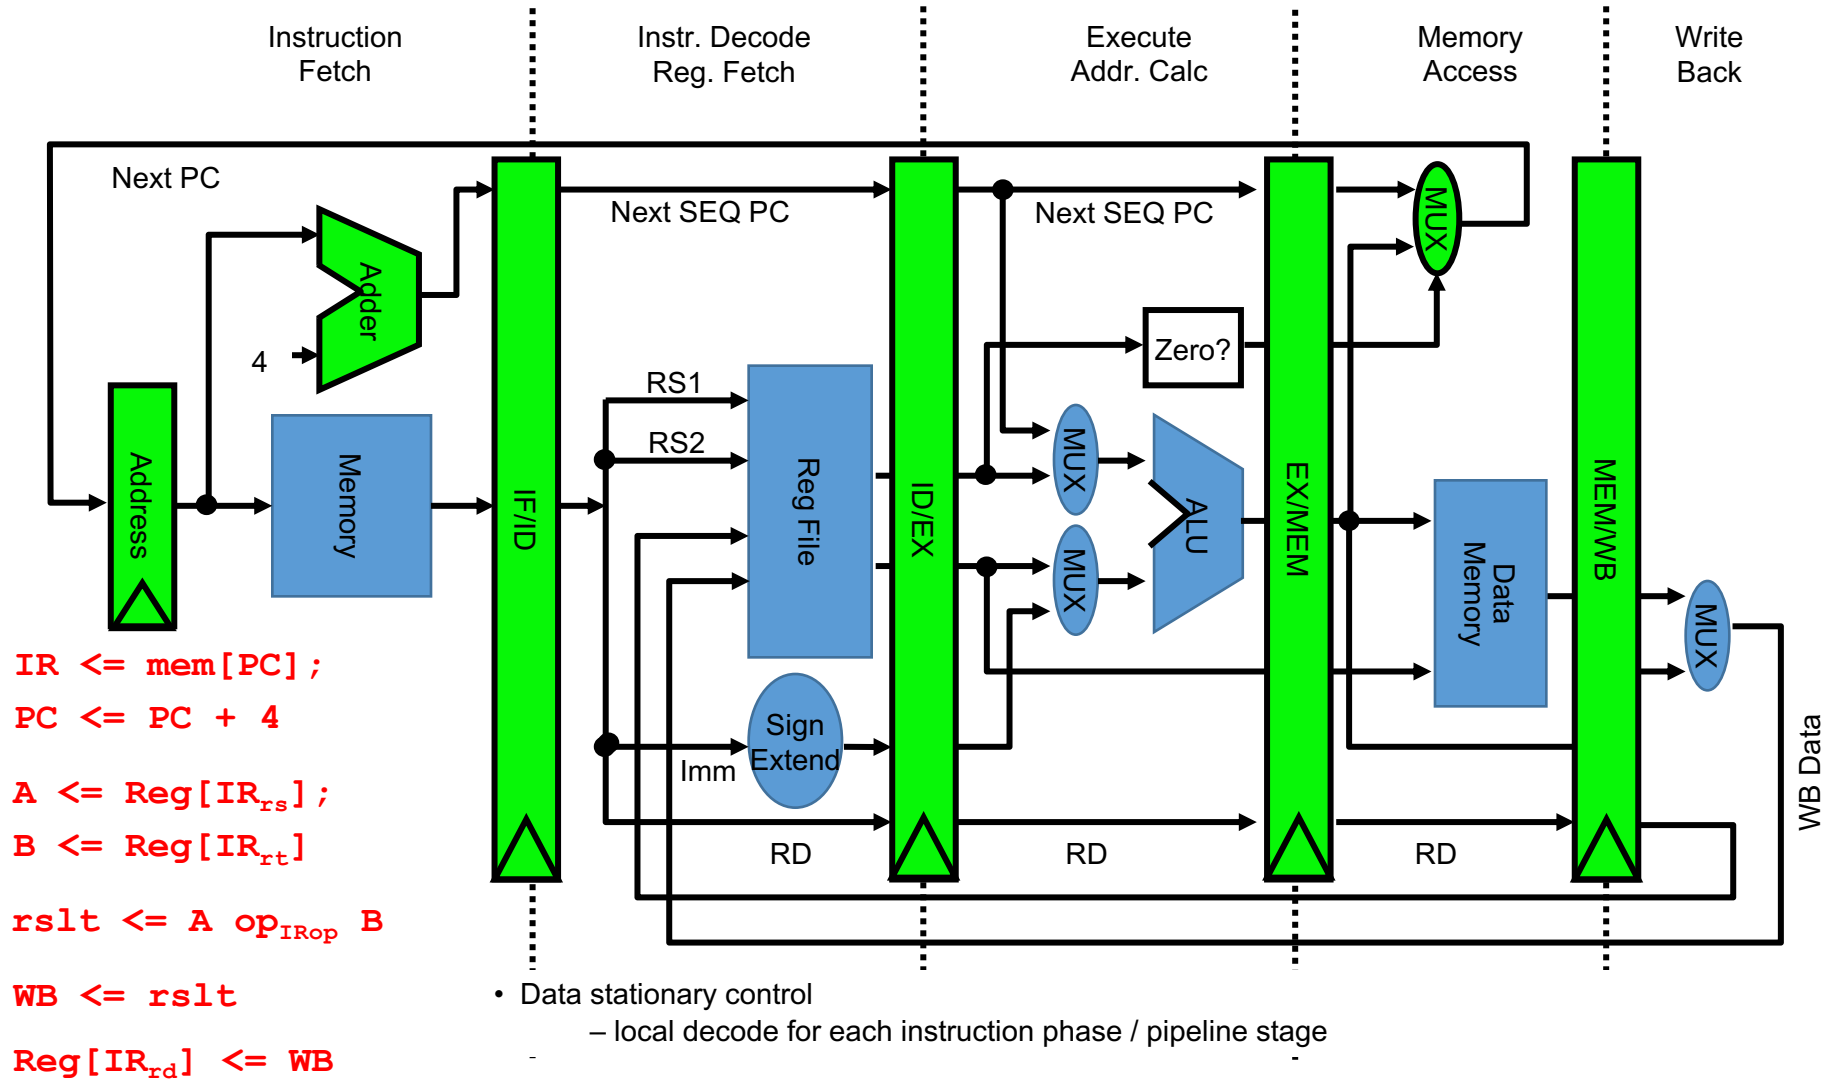 Instruction
Fetch
Instr. Decode
Reg. Fetch
Execute
Addr. Calc
Memory
Access
Write
Back
Next PC
Next SEQ PC
Next SEQ PC
MUX
Adder
4
Zero?
RS1
RS2
Address
Memory
IF/ID
Reg File
ID/EX
MUX
MUX
ALU
EX/MEM
Data
Memory
MEM/WB
MUX
Sign
Extend
Imm
RD
RD
RD
WB Data
IR <= mem[PC];
PC <= PC + 4
A <= Reg[IRrs];
B <= Reg[IRrt]
rslt <= A opIRop B
WB <= rslt
Reg[IRrd] <= WB
• Data stationary control
– local decode for each instruction phase / pipeline stage